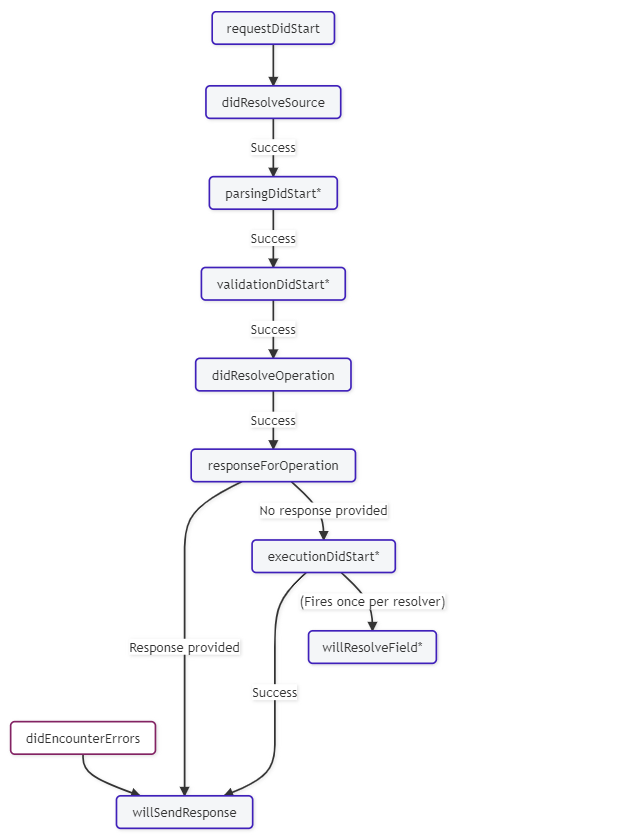 requestDidStart
didResolveSource
Success
parsingDidStart*
Success
validationDidStart*
Success
didResolveOperation
Success
responseForOperation
No response provided
executionDidStart*
(Fires once per resolver)
Response provided
willResolveField*
Success
didEncounterErrors
willSendResponse